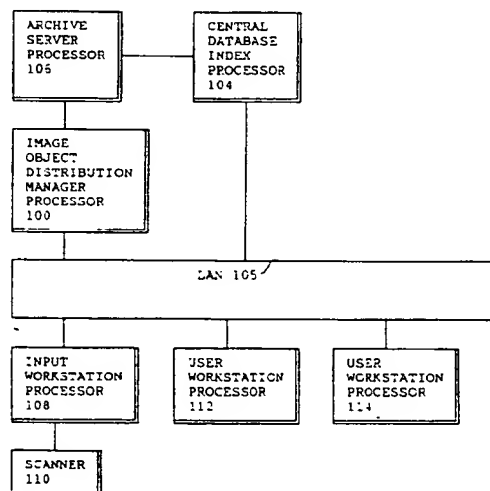 ARCHIVE
SERVER
PROCESSOR
106
CENTRAL
DATABASE
INDEX
PROCESSOR
104
IMAGE
OBJECT
DISTRIBUTION
MANAGER
PROCESSOR
100
LAN 105
INPUT
WORKSTATION
PROCESSOR
108
USER
WORKSTATION
PROCESSOR
112
USER
WORKSTATION
PROCESSOR
114
SCANNER
110